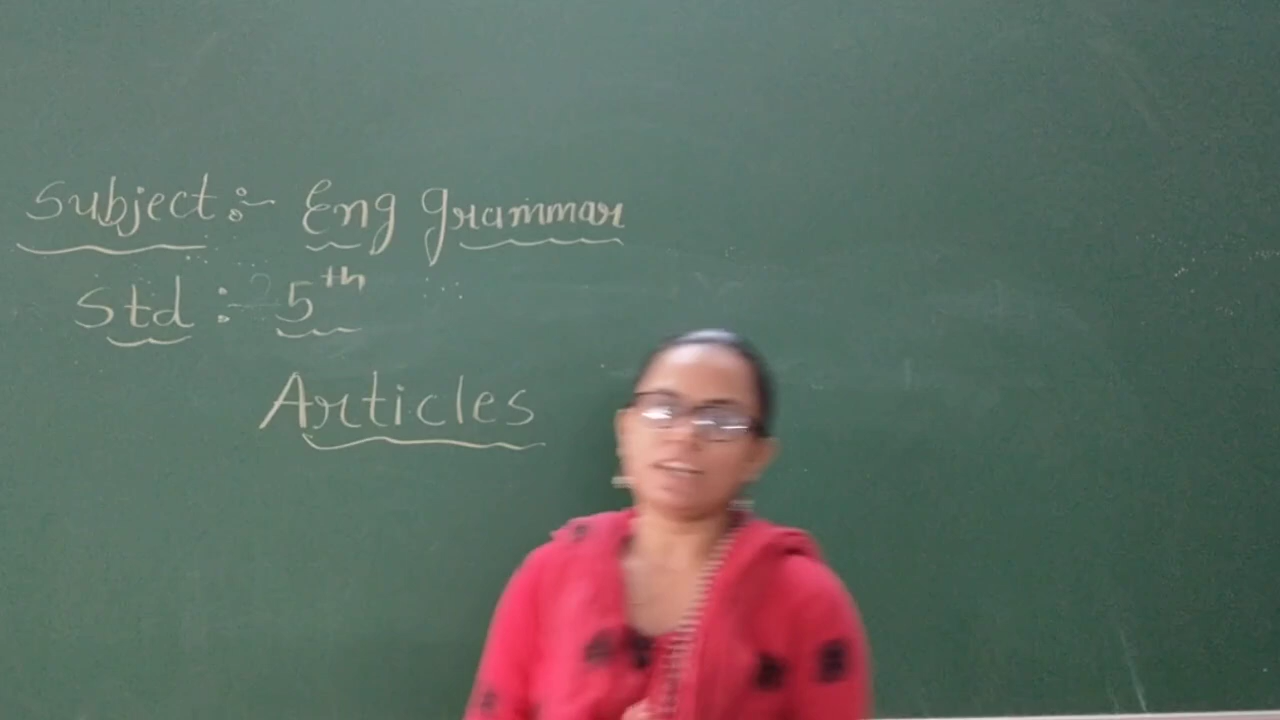 Subject :- Eng grammar
Std :- 5th
Articles